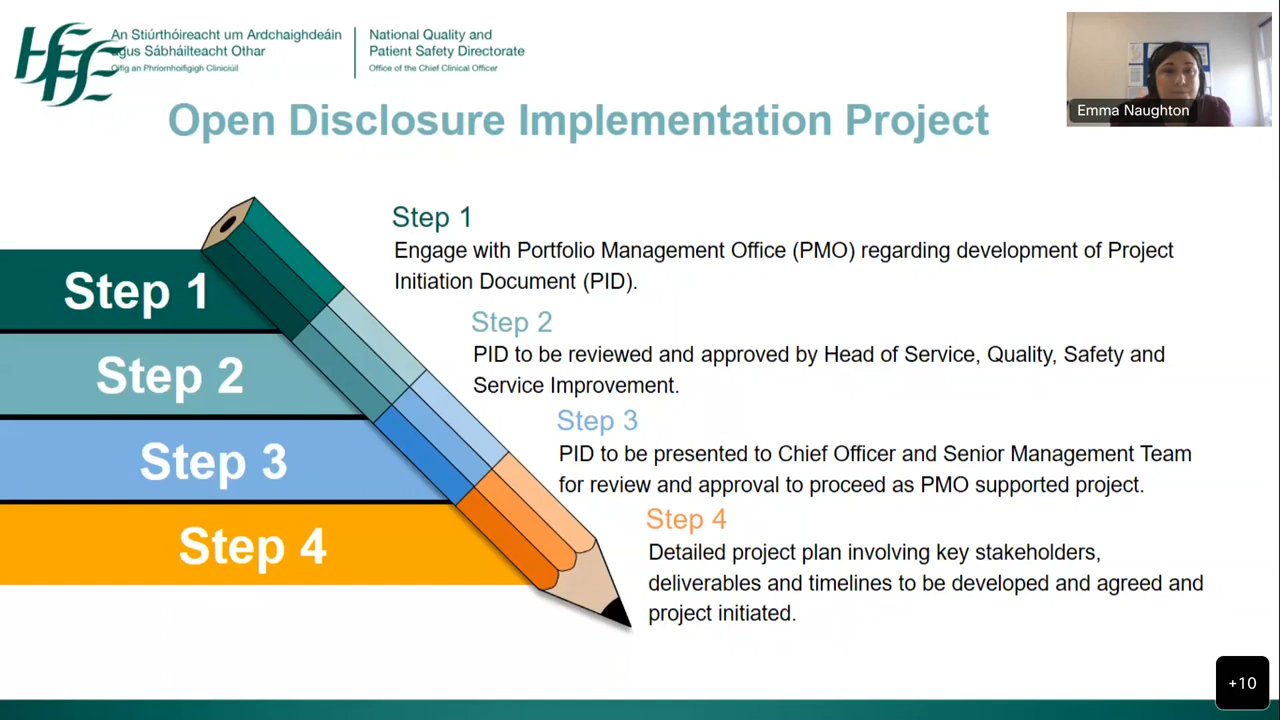 HSE
An Stiúrthóireacht um Ardchaighdeáin
agus Sábháilteacht Othar
Oifig an Phríomhoifigigh Cliniciúil
National Quality and
Patient Safety Directorate
Office of the Chief Clinical Officer
Emma Naughton
Open Disclosure Implementation Project
Step 1
Step 2
Step 3
Step 4
Step 1
Engage with Portfolio Management Office (PMO) regarding development of Project
Initiation Document (PID).
Step 2
PID to be reviewed and approved by Head of Service, Quality, Safety and
Service Improvement.
Step 3
PID to be presented to Chief Officer and Senior Management Team
for review and approval to proceed as PMO supported project.
Step 4
Detailed project plan involving key stakeholders,
deliverables and timelines to be developed and agreed and
project initiated.
+10